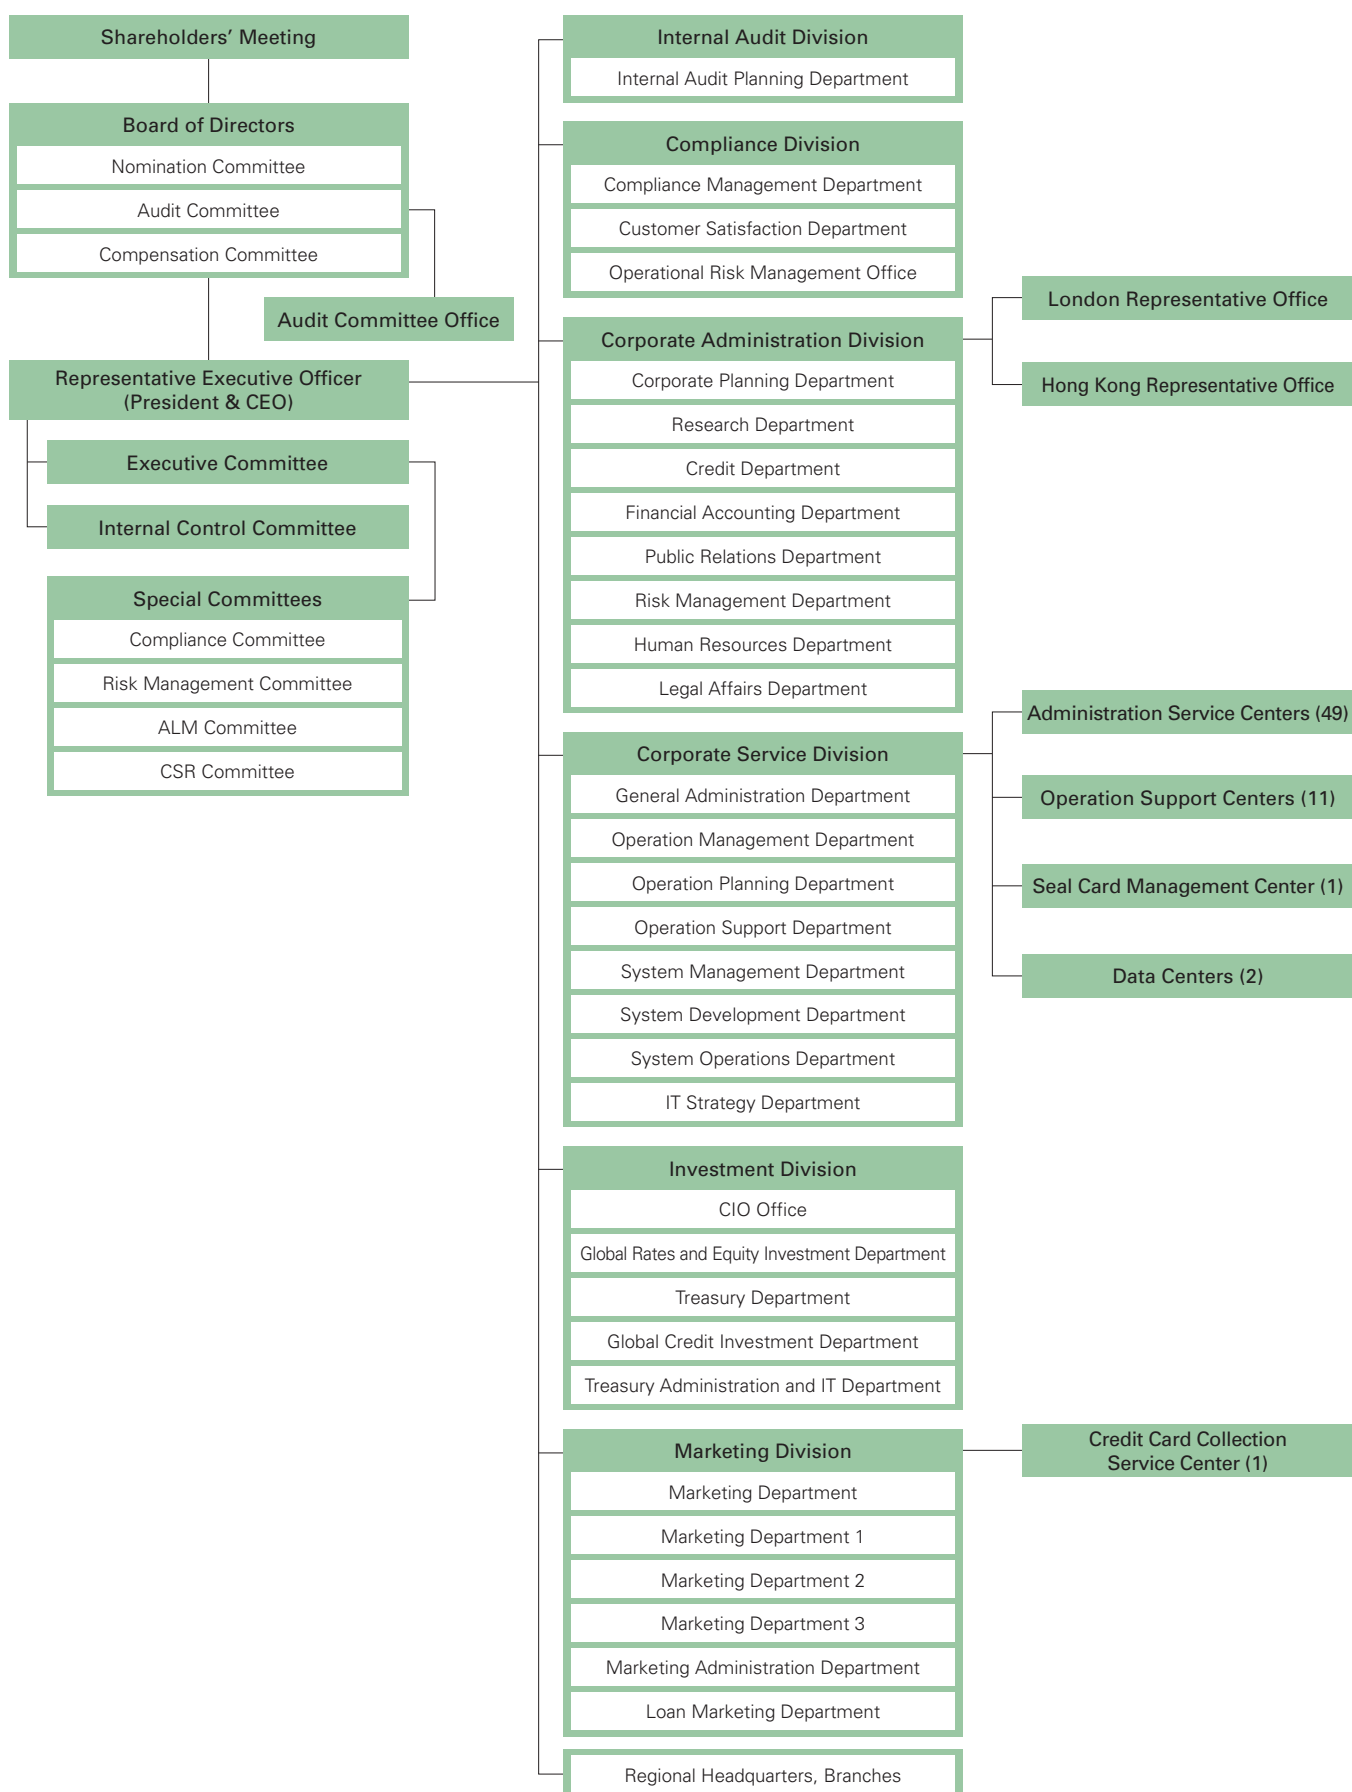 Shareholders’ Meeting
Board of Directors
Nomination Committee
Audit Committee
Compensation Committee
Audit Committee Office
Representative Executive Officer
(President & CEO)
Executive Committee
Internal Control Committee
Special Committees
Compliance Committee
Risk Management Committee
ALM Committee
CSR Committee
Internal Audit Division
Internal Audit Planning Department
Compliance Division
Compliance Management Department
Customer Satisfaction Department
Operational Risk Management Office
Corporate Administration Division
Corporate Planning Department
Research Department
Credit Department
Financial Accounting Department
Public Relations Department
Risk Management Department
Human Resources Department
Legal Affairs Department
Corporate Service Division
General Administration Department
Operation Management Department
Operation Planning Department
Operation Support Department
System Management Department
System Development Department
System Operations Department
IT Strategy Department
Investment Division
CIO Office
Global Rates and Equity Investment Department
Treasury Department
Global Credit Investment Department
Treasury Administration and IT Department
Marketing Division
Marketing Department
Marketing Department 1
Marketing Department 2
Marketing Department 3
Marketing Administration Department
Loan Marketing Department
Regional Headquarters, Branches
London Representative Office
Hong Kong Representative Office
Administration Service Centers (49)
Operation Support Centers (11)
Seal Card Management Center (1)
Data Centers (2)
Credit Card Collection
Service Center (1)